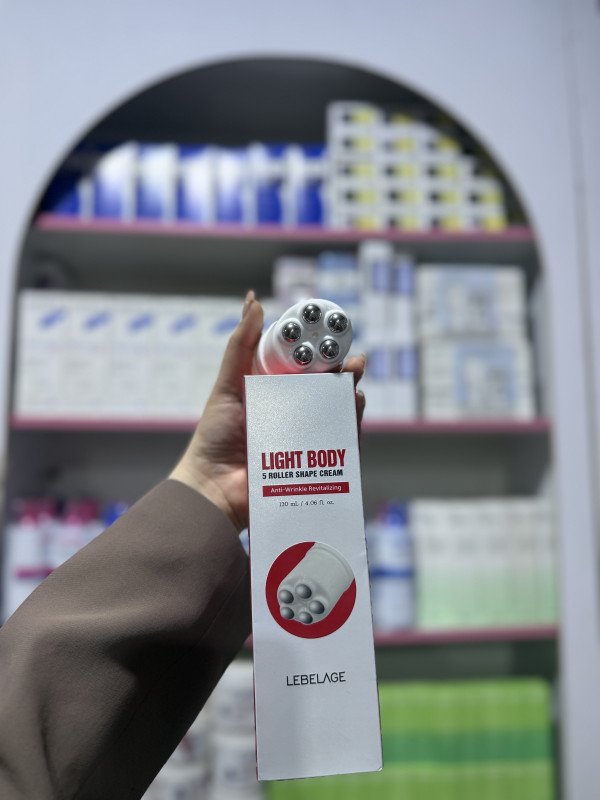 LIGHT BODY
5 ROLLER SHAPE CREAM
Anti-Wrinkle Revitalizing
120 mL / 4.06 fl. oz.
LEBELAGE